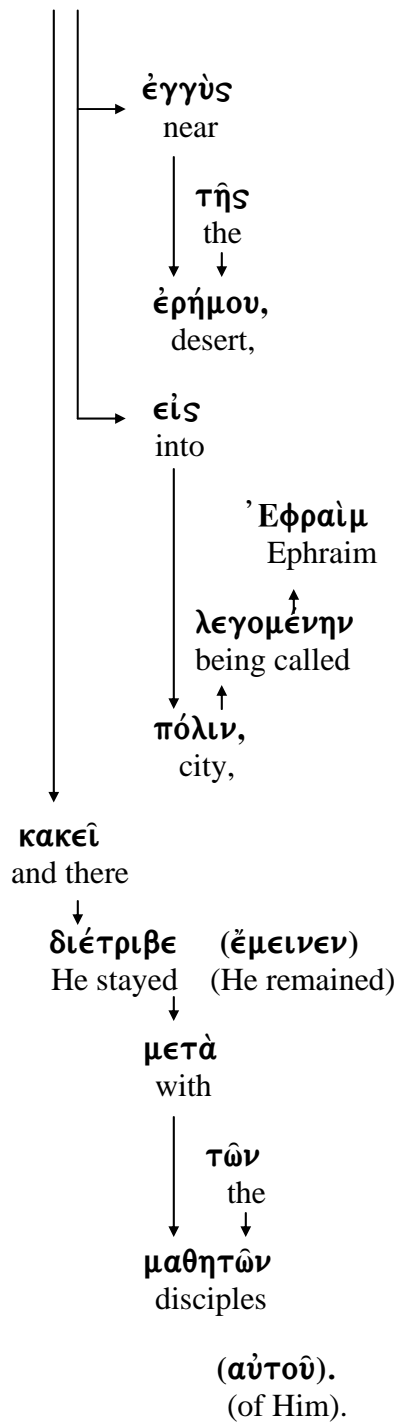 ἐγγὺς
near
τῆς
the
ἐρήμου,
desert,
εἰς
into
Ἐφραὶμ
Ephraim
λεγομένην
being called
πόλιν,
city,
κακεῖ
and there
διέτριβε (ἔμεινεν)
He stayed (He remained)
μετὰ
with
τῶν
the
μαθητῶν
disciples
(αὐτοῦ).
(of Him).